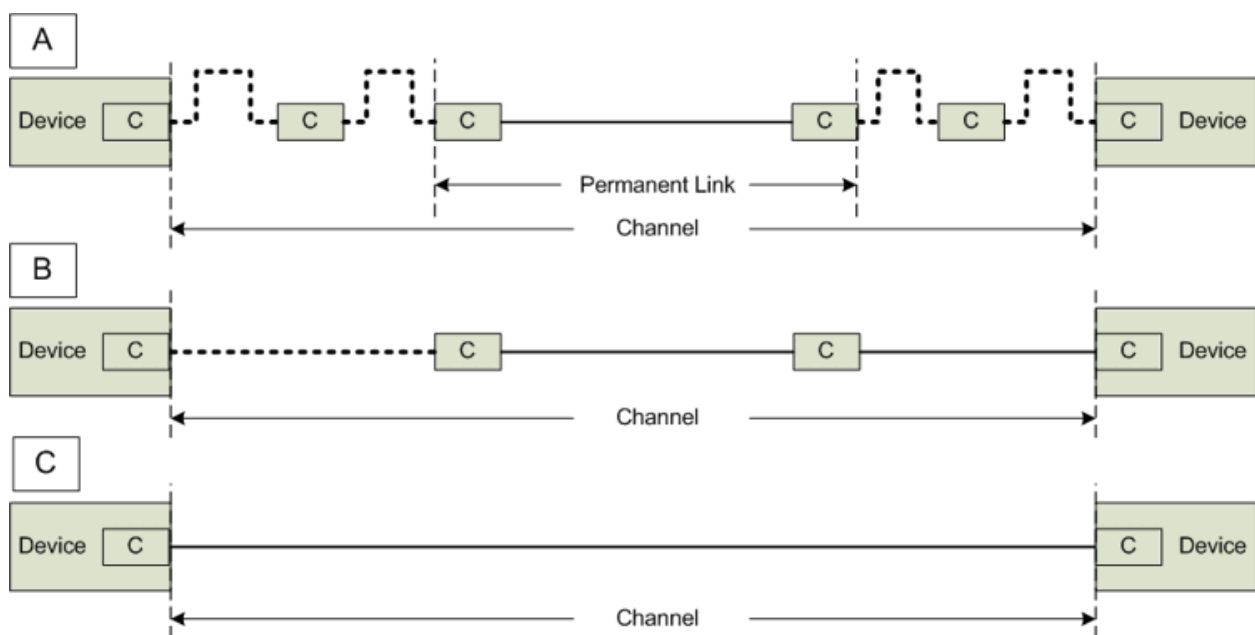 A
Device C C C C C C Device
Permanent Link
Channel
B
Device C C C C Device
Channel
C
Device C C Device
Channel